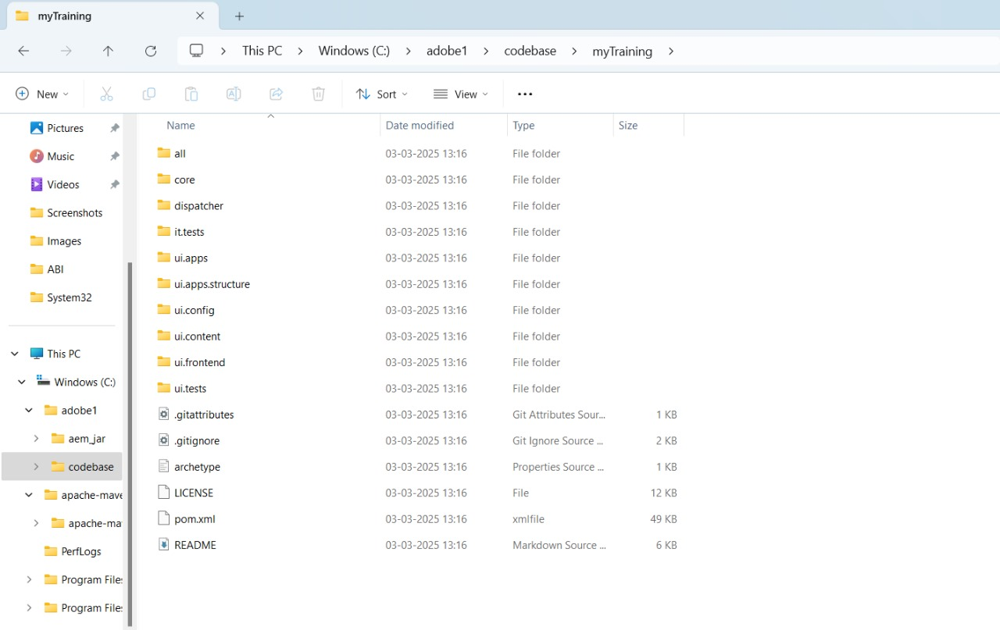 myTraining
This PC > Windows (C:) > adobe1 > codebase > myTraining >
New Sort View ...
Pictures
Music
Videos
Screenshots
Images
ABI
System32
This PC
Windows (C:)
adobe1
aem_jar
codebase
apache-mave
apache-ma
PerfLogs
Program Files
Program Files
Name Date modified Type Size
all 03-03-2025 13:16 File folder
core 03-03-2025 13:16 File folder
dispatcher 03-03-2025 13:16 File folder
it.tests 03-03-2025 13:16 File folder
ui.apps 03-03-2025 13:16 File folder
ui.apps.structure 03-03-2025 13:16 File folder
ui.config 03-03-2025 13:16 File folder
ui.content 03-03-2025 13:16 File folder
ui.frontend 03-03-2025 13:16 File folder
ui.tests 03-03-2025 13:16 File folder
.gitattributes 03-03-2025 13:16 Git Attributes Sour... 1 KB
.gitignore 03-03-2025 13:16 Git Ignore Source ... 2 KB
archetype 03-03-2025 13:16 Properties Source ... 1 KB
LICENSE 03-03-2025 13:16 File 12 KB
pom.xml 03-03-2025 13:16 xmlfile 49 KB
README 03-03-2025 13:16 Markdown Source ... 6 KB